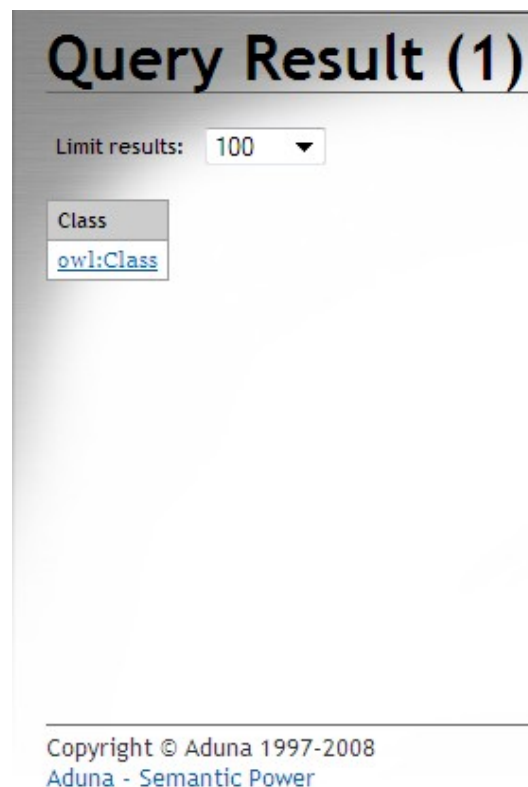 Query Result (1)
Limit results: 100
Class
owl:Class
Copyright © Aduna 1997-2008
Aduna - Semantic Power